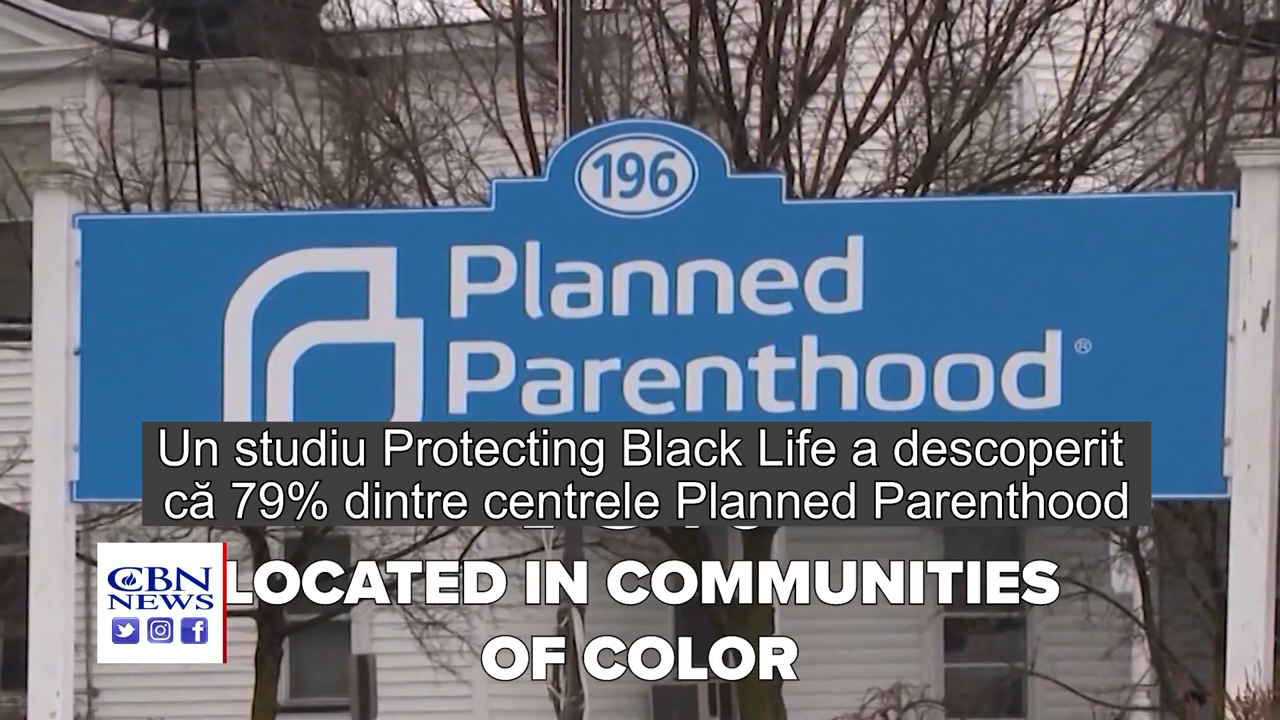 196
Planned
Parenthood®
Un studiu Protecting Black Life a descoperit
că 79% dintre centrele Planned Parenthood
LOCATED IN COMMUNITIES
OF COLOR
CBN
NEWS